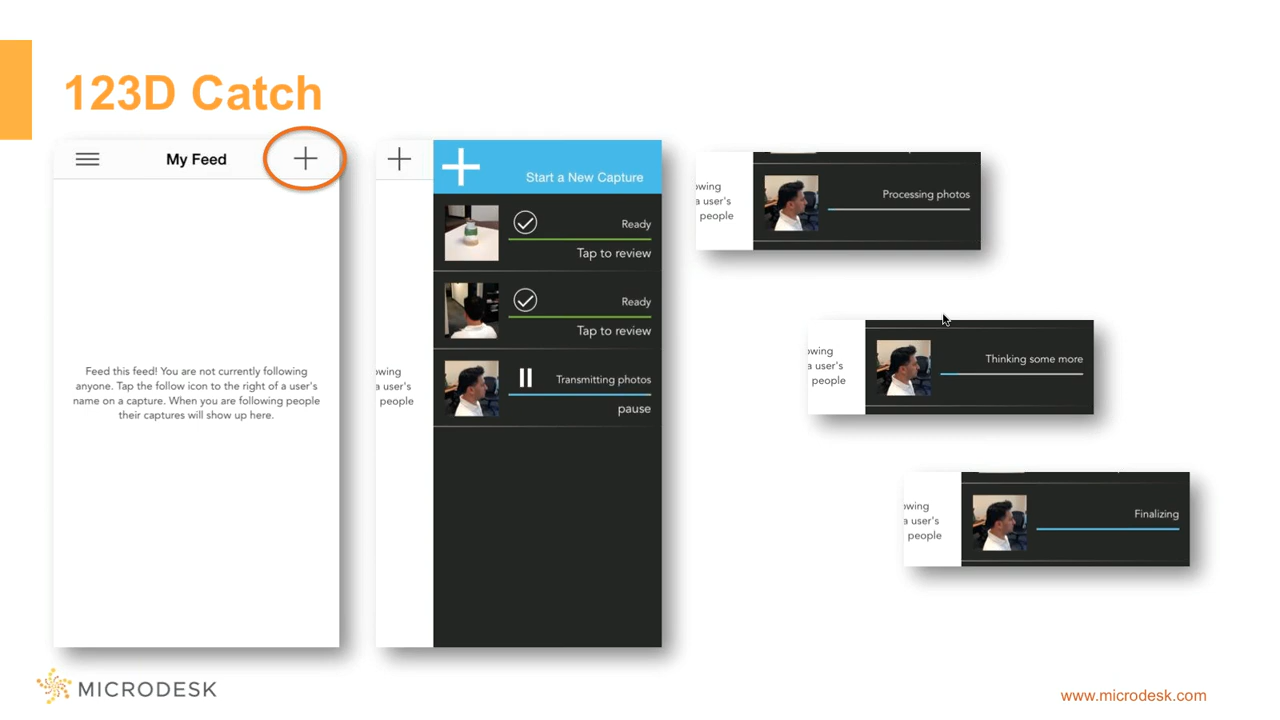 123D Catch
My Feed
Feed this feed! You are not currently following
anyone. Tap the follow icon to the right of a user's
name on a capture. When you are following people
their captures will show up here.
Start a New Capture
Ready
Tap to review
Ready
Tap to review
Transmitting photos
pause
owing
a user's
people
owing
a user's
people
Processing photos
owing
a user's
people
Thinking some more
owing
a user's
people
Finalizing
MICRODESK
www.microdesk.com